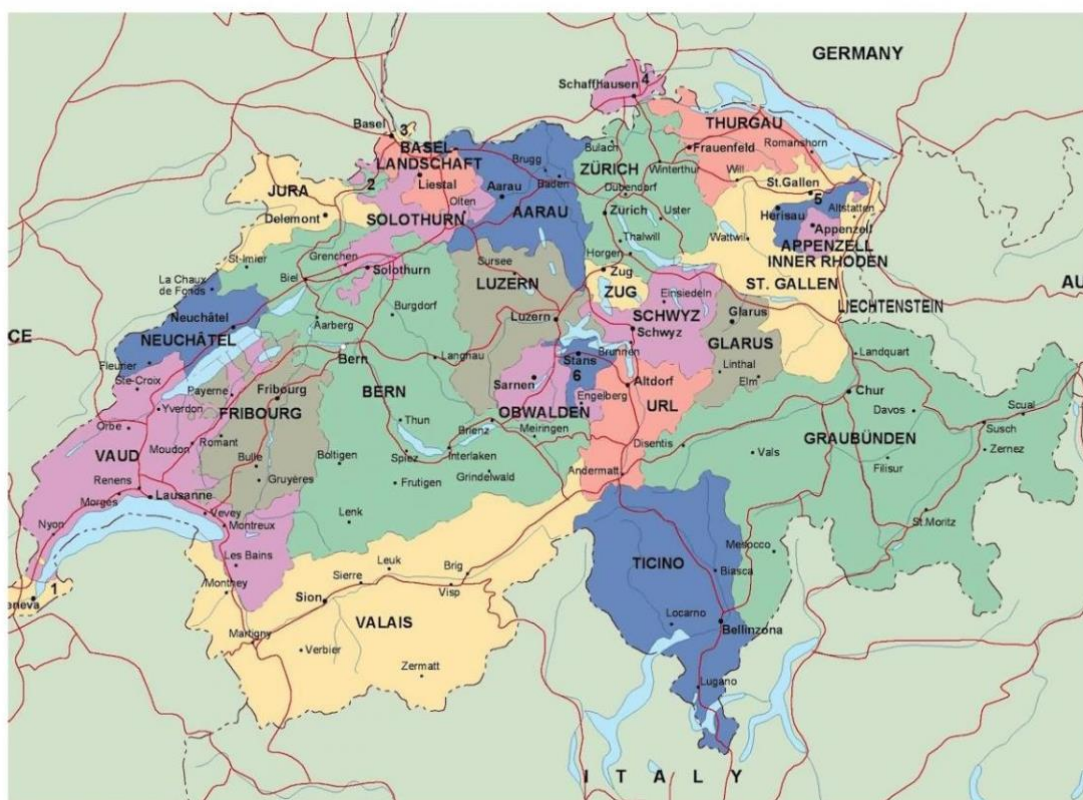 GERMANY
Schaffhausen
4
THURGAU
Basel
3
Romanshorn
BASEL
LANDSCHAFT
Bulach
Frauenfeld
Brugg
ZÜRICH
Winterthur
Will
2
Liestal
Baden
St.Gallen
JURA
Aarau
Dubendorf
5
Olten
Zürich
Uster
Herisau
Altstatten
Delemont
SOLOTHURN
AARAU
Appenzell
Thalwill
Wattwil
APPENZELL
INNER RHODEN
Grenchen
Horgen
St-Imier
Solothurn
Sursee
Zug
La Chaux
de Fonds
Biel
LUZERN
ZUG
ST. GALLEN
AU
Einsiedeln
Burgdorf
LIECHTENSTEIN
Neuchâtel
Aarberg
Luzern
SCHWYZ
Glarus
Schwyz
CE
NEUCHÂTEL
Bern
Langnau
Brunnen
GLARUS
Stans
Landquart
Fleurier
Linthal
6
Ste-Croix
Sarnen
Altdorf
Elm
Payerne
Fribourg
BERN
Engelberg
Chur
Yverdon
FRIBOURG
OBWALDEN
URL
Davos
Scual
Orbe
Thun
Brienz
Meiringen
Susch
Romant
Disentis
GRAUBÜNDEN
VAUD
Moudon
Interlaken
Vals
Zernez
Bulle
Boltigen
Spiez
Filisur
Renens
Grindelwald
Andermatt
Gruyères
Frutigen
Morges
Lausanne
Vevey
Lenk
St.Moritz
Nyon
Montreux
Mesocco
Les Bains
Leuk
Brig
TICINO
Biasca
1
Monthey
Sierre
Visp
eneva
Sion
Locarno
VALAIS
Bellinzona
Martigny
Verbier
Zermatt
Lugano
I T A L Y